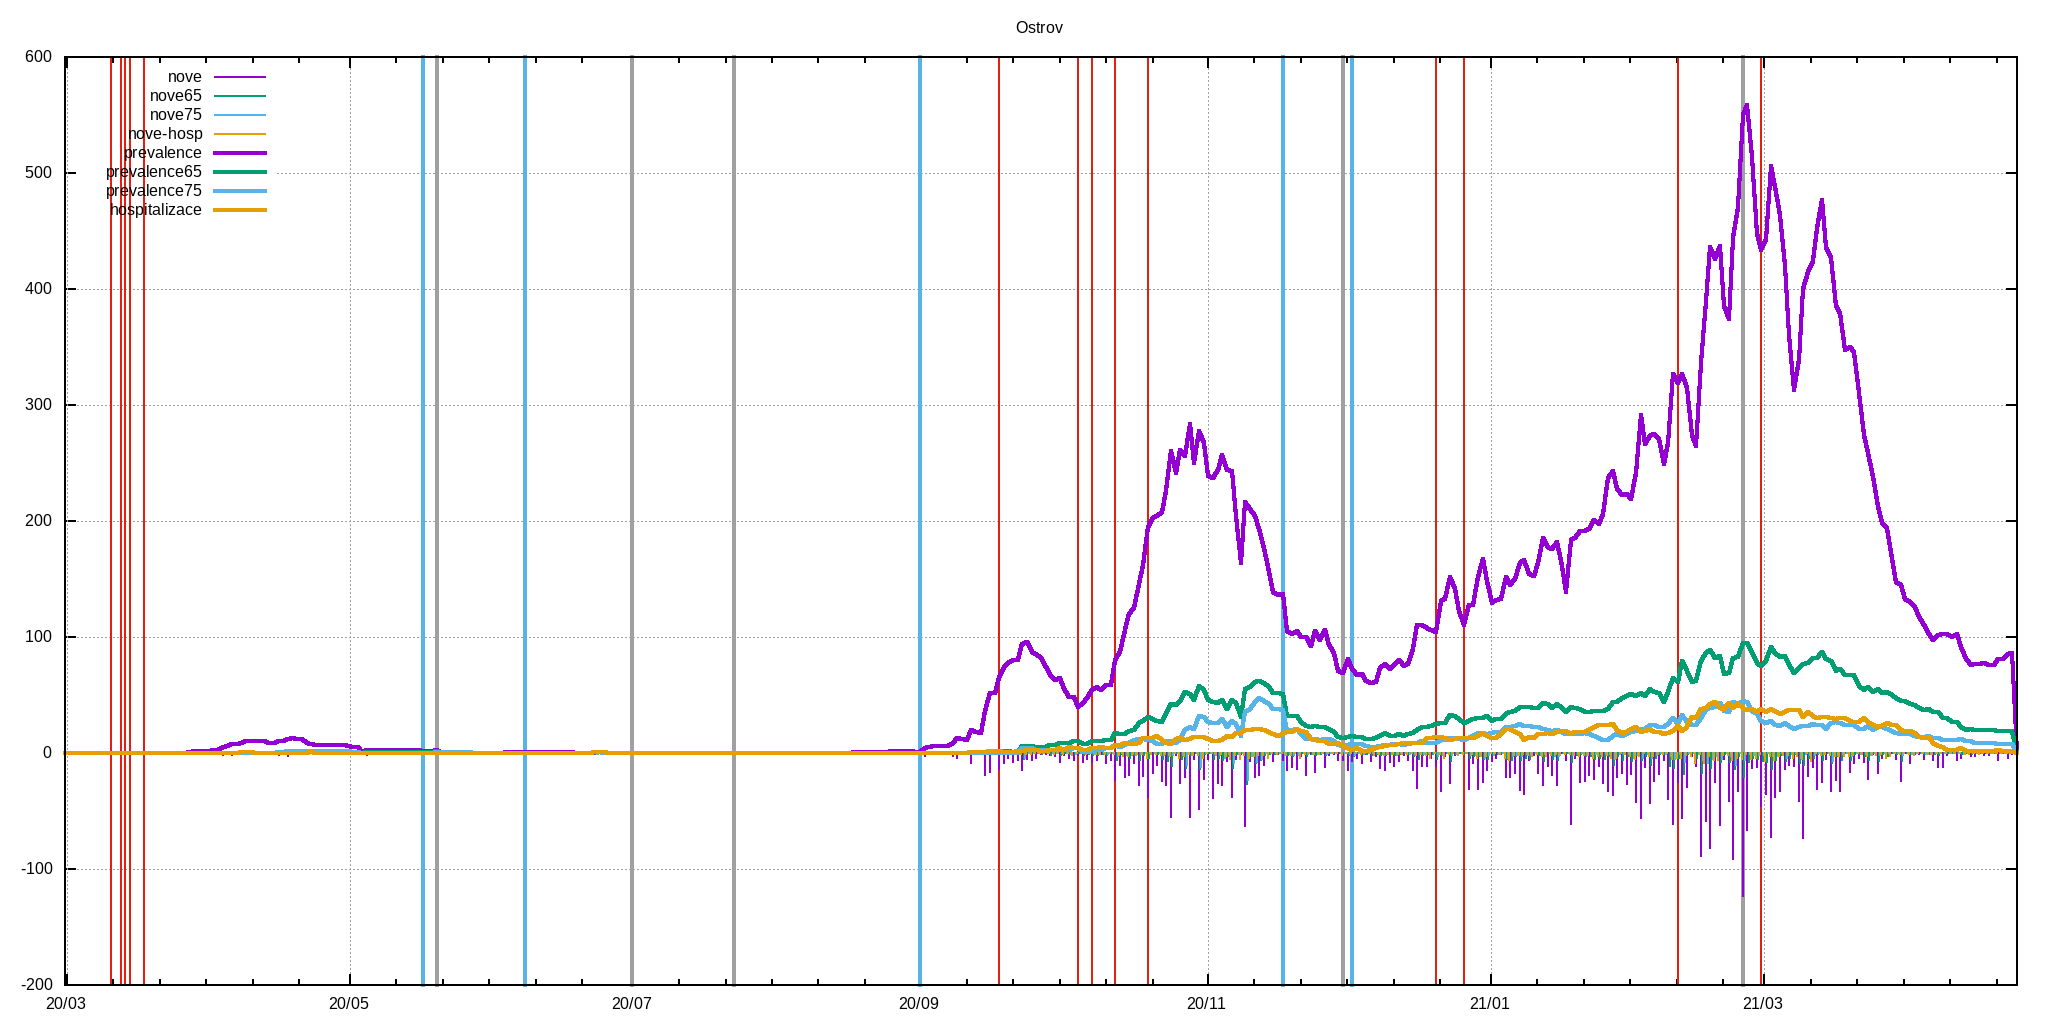 Ostrov
600
500
400
300
200
100
0
-100
-200
nove
nove65
nove75
nove-hosp
prevalence
prevalence65
prevalence75
hospitalizace
20/03 20/05 20/07 20/09 20/11 21/01 21/03